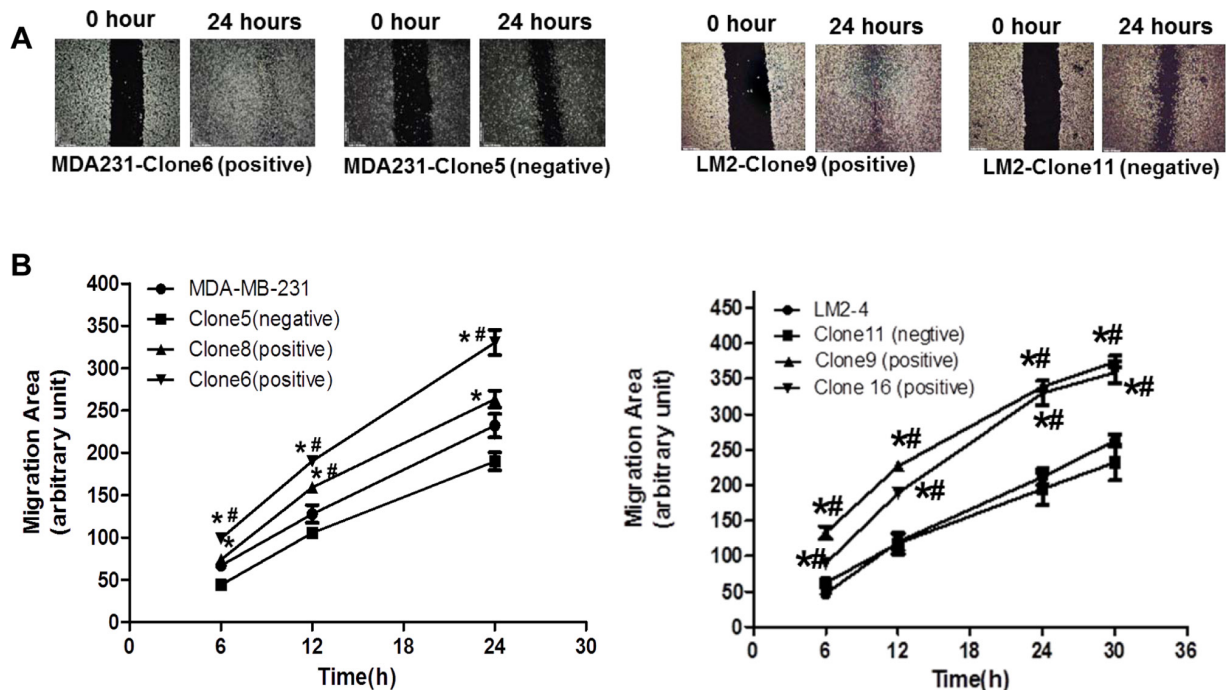 A
0 hour 24 hours 0 hour 24 hours 0 hour 24 hours 0 hour 24 hours
MDA231-Clone6 (positive) MDA231-Clone5 (negative) LM2-Clone9 (positive) LM2-Clone11 (negative)
B
Migration Area
(arbitrary unit)
400
350
300
250
200
150
100
50
0
MDA-MB-231
Clone5(negative)
Clone8(positive)
Clone6(positive)
*#
*
*#
*#
*#
*
0 6 12 18 24 30
Time(h)
Migration Area
(arbitrary unit)
450
400
350
300
250
200
150
100
50
0
LM2-4
Clone11 (negtive)
Clone9 (positive)
Clone 16 (positive)
*#
*#
*#
*#
*#
*#
*#
*#
0 6 12 18 24 30 36
Time(h)